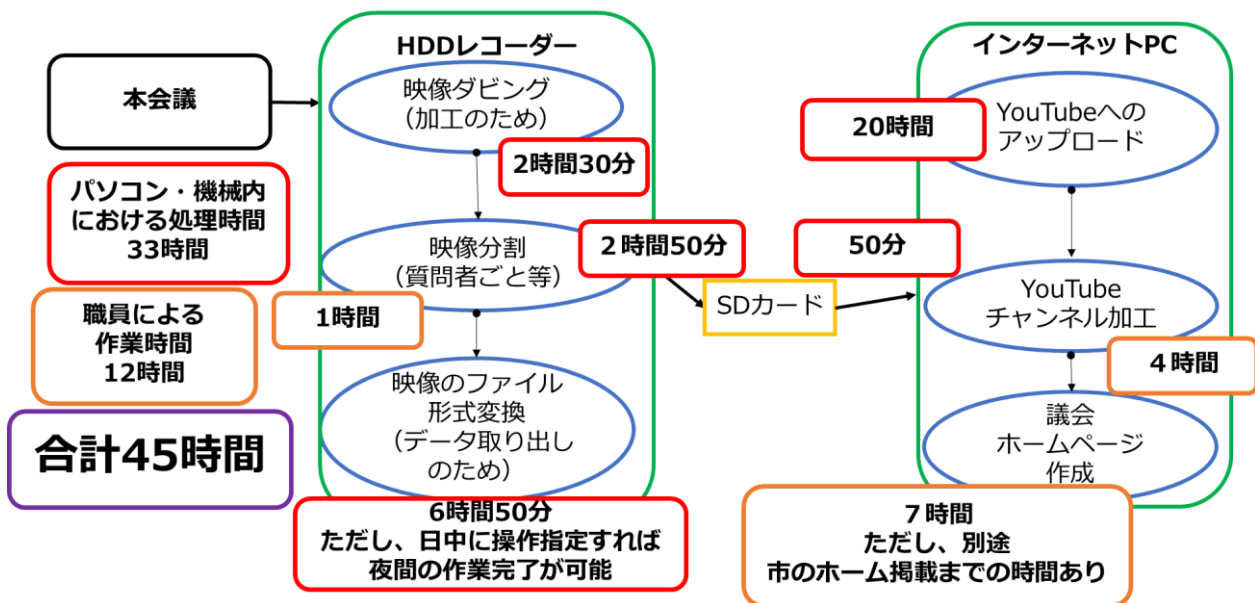 本会議
パソコン・機械内
における処理時間
33時間
職員による
作業時間
12時間
合計45時間
HDDレコーダー
映像ダビング
（加工のため）
2時間30分
映像分割
（質問者ごと等）
２時間50分
1時間
映像のファイル
形式変換
（データ取り出し
のため）
6時間50分
ただし、日中に操作指定すれば
夜間の作業完了が可能
SDカード
50分
インターネットPC
20時間
YouTubeへの
アップロード
YouTube
チャンネル加工
４時間
議会
ホームページ
作成
７時間
ただし、別途
市のホーム掲載までの時間あり